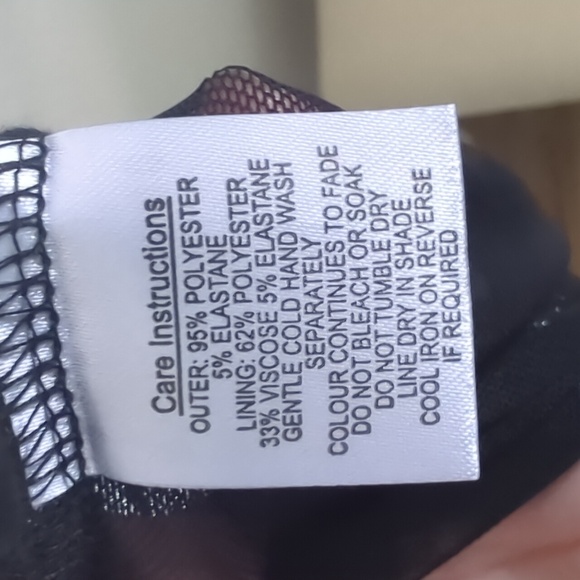 Care Instructions
OUTER: 95% POLYESTER
5% ELASTANE
LINING: 62% POLYESTER
33% VISCOSE 5% ELASTANE
GENTLE COLD HAND WASH
SEPARATELY
COLOUR CONTINUES TO FADE
DO NOT BLEACH OR SOAK
DO NOT TUMBLE DRY
LINE DRY IN SHADE
COOL IRON ON REVERSE
IF REQUIRED